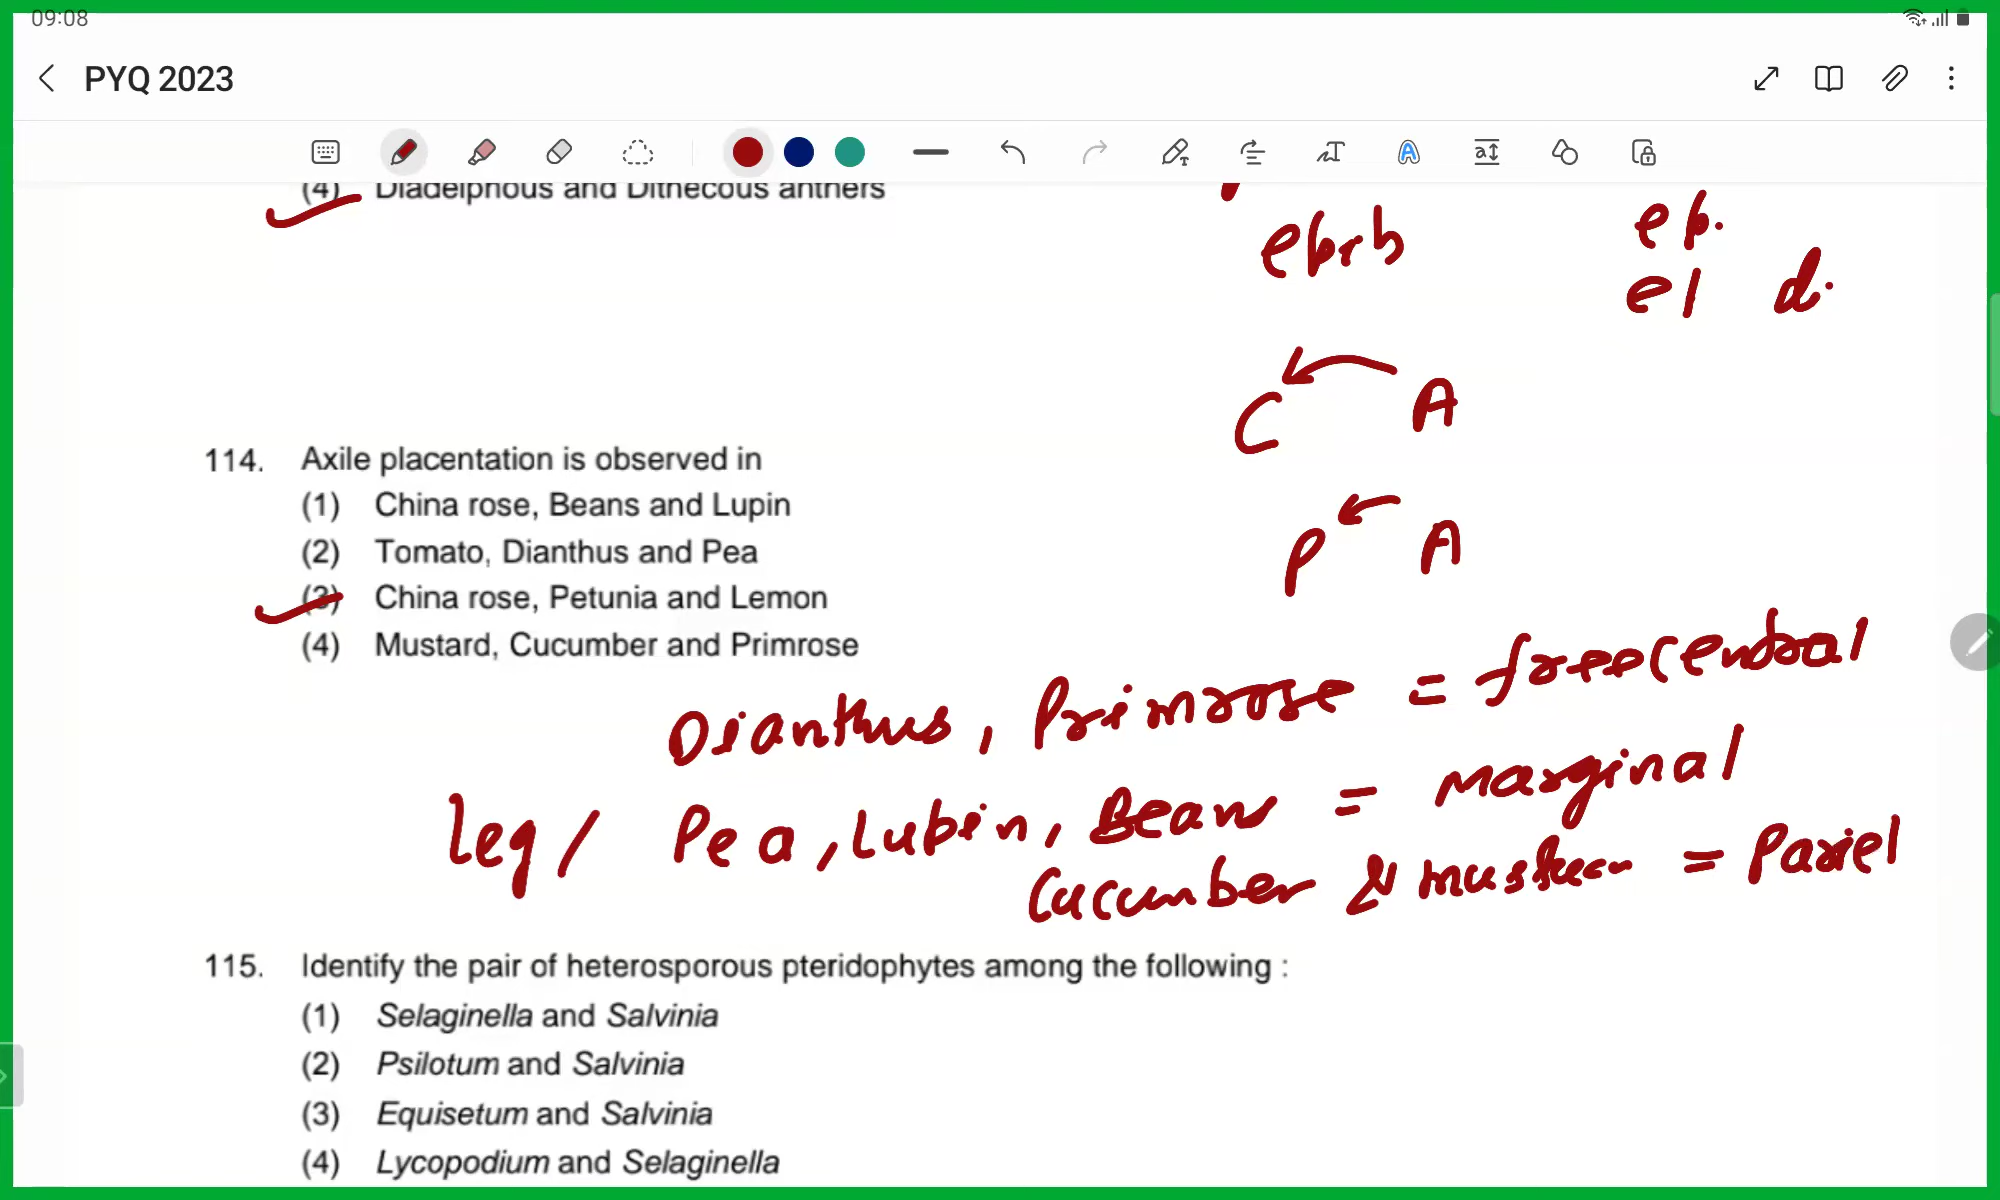 09:08
PYQ 2023
(4) Diadelphous and Dithecous anthers
ep.
el d.
C A
P A
114. Axile placentation is observed in
(1) China rose, Beans and Lupin
(2) Tomato, Dianthus and Pea
(3) China rose, Petunia and Lemon
(4) Mustard, Cucumber and Primrose
Dianthus, Primrose = freecentral
leg/ Pea, Lupin, Beans = marginal
Cucumber & = Pariel
115. Identify the pair of heterosporous pteridophytes among the following :
(1) Selaginella and Salvinia
(2) Psilotum and Salvinia
(3) Equisetum and Salvinia
(4) Lycopodium and Selaginella